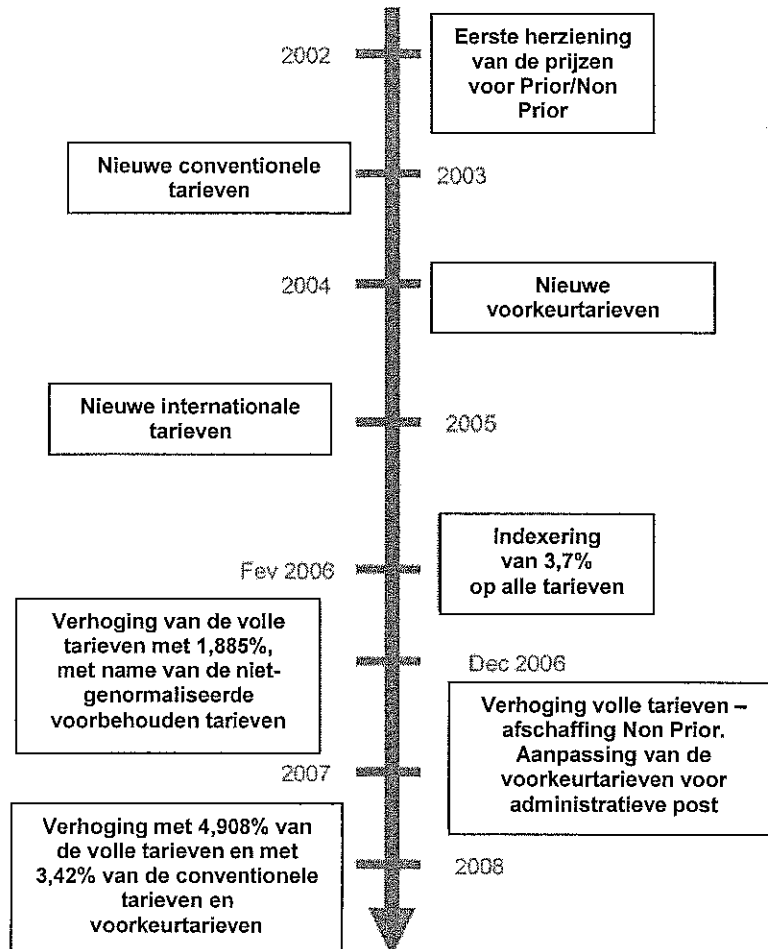 2002
Eerste herziening
van de prijzen
voor Prior/Non
Prior
Nieuwe conventionele
tarieven
2003
2004
Nieuwe
voorkeurtarieven
Nieuwe internationale
tarieven
2005
Fev 2006
Indexering
van 3,7%
op alle tarieven
Verhoging van de volle
tarieven met 1,885%,
met name van de niet-
genormaliseerde
voorbehouden tarieven
Dec 2006
2007
Verhoging volle tarieven –
afschaffing Non Prior.
Aanpassing van de
voorkeurtarieven voor
administratieve post
Verhoging met 4,908% van
de volle tarieven en met
3,42% van de conventionele
tarieven en
voorkeurtarieven
2008